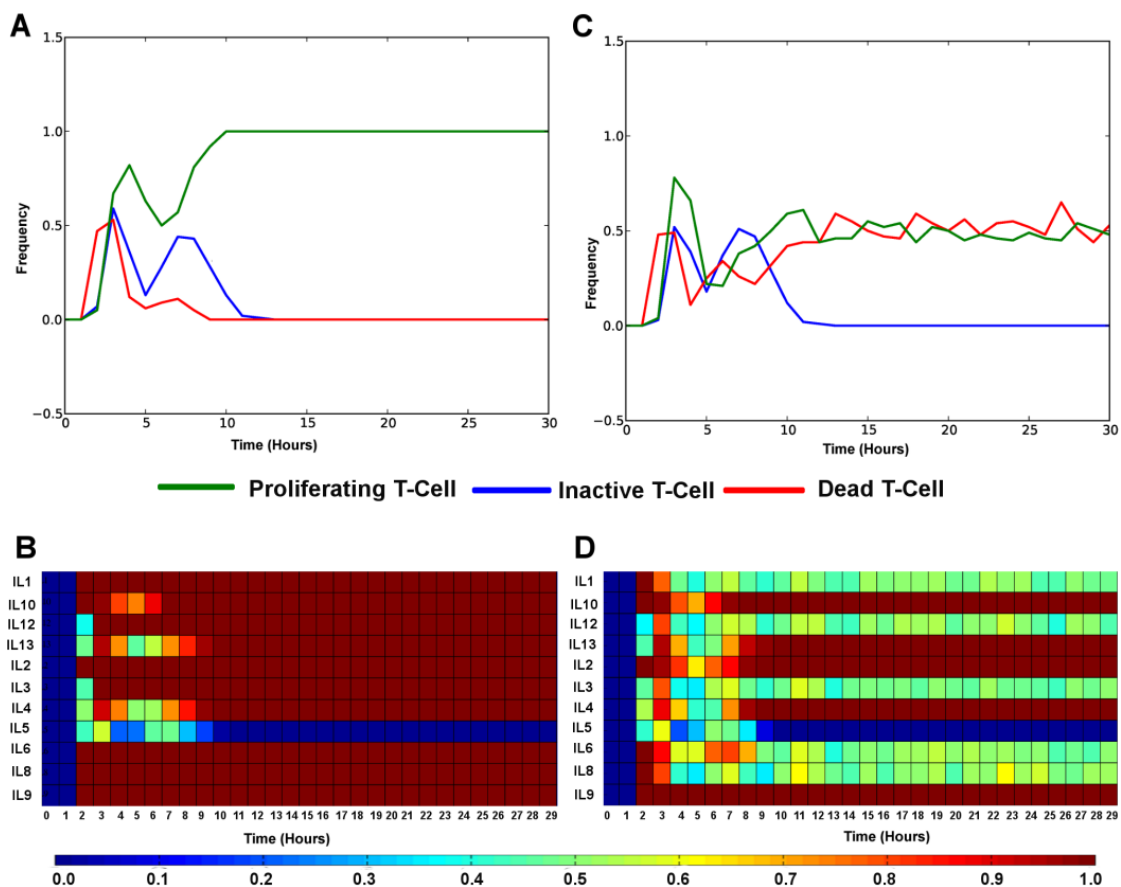 A
C
1.5
1.0
0.5
0.0
−0.5
Frequency
0 5 10 15 20 25 30
Time (Hours)
1.5
1.0
0.5
0.0
−0.5
Frequency
0 5 10 15 20 25 30
Time (Hours)
Proliferating T-Cell Inactive T-Cell Dead T-Cell
B
IL1
IL10
IL12
IL13
IL2
IL3
IL4
IL5
IL6
IL8
IL9
0 1 2 3 4 5 6 7 8 9 10 11 12 13 14 15 16 17 18 19 20 21 22 23 24 25 26 27 28 29
Time (Hours)
D
IL1
IL10
IL12
IL13
IL2
IL3
IL4
IL5
IL6
IL8
IL9
0 1 2 3 4 5 6 7 8 9 10 11 12 13 14 15 16 17 18 19 20 21 22 23 24 25 26 27 28 29
Time (Hours)
0.0 0.1 0.2 0.3 0.4 0.5 0.6 0.7 0.8 0.9 1.0